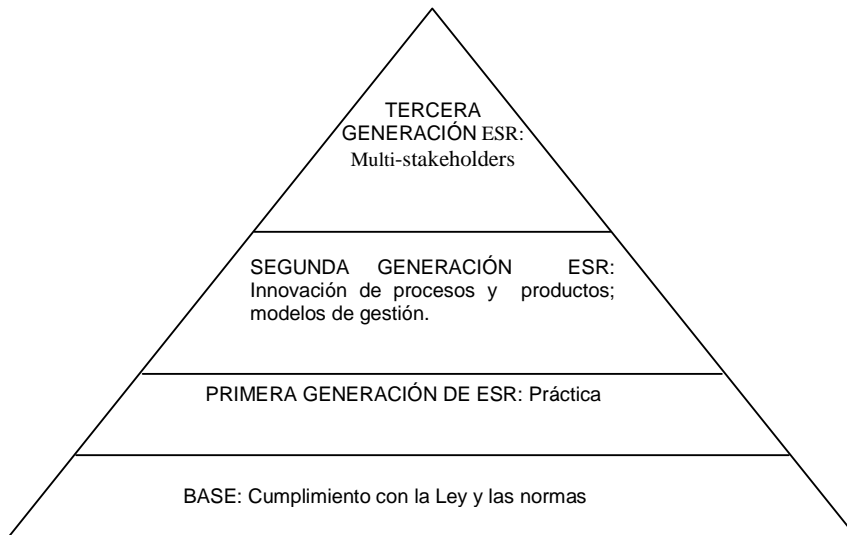 TERCERA
GENERACIÓN ESR:
Multi-stakeholders
SEGUNDA GENERACIÓN ESR:
Innovación de procesos y productos;
modelos de gestión.
PRIMERA GENERACIÓN DE ESR: Práctica
BASE: Cumplimiento con la Ley y las normas